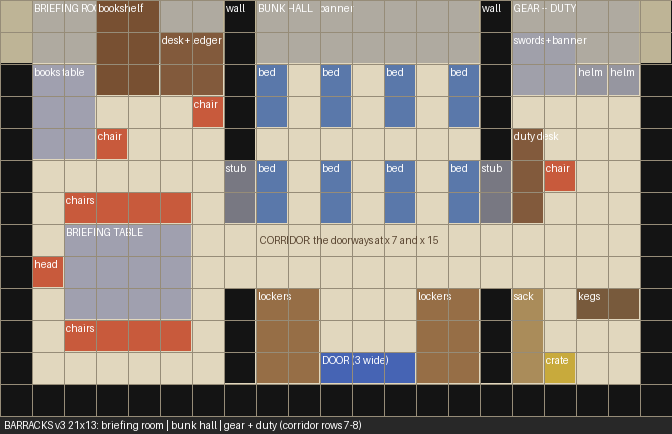 BRIEFING ROO bookshelf wall BUNK HALL banner wall GEAR + DUTY
desk + ledger swords+banner
books table bed bed bed bed helm helm
chair
chair duty desk
stub bed bed bed bed stub chair
chairs
BRIEFING TABLE CORRIDOR the doorways at x 7 and x 15
head
lockers lockers sack kegs
chairs
DOOR (3 wide) crate
BARRACKS v3 21x13: briefing room | bunk hall | gear + duty (corridor rows 7-8)